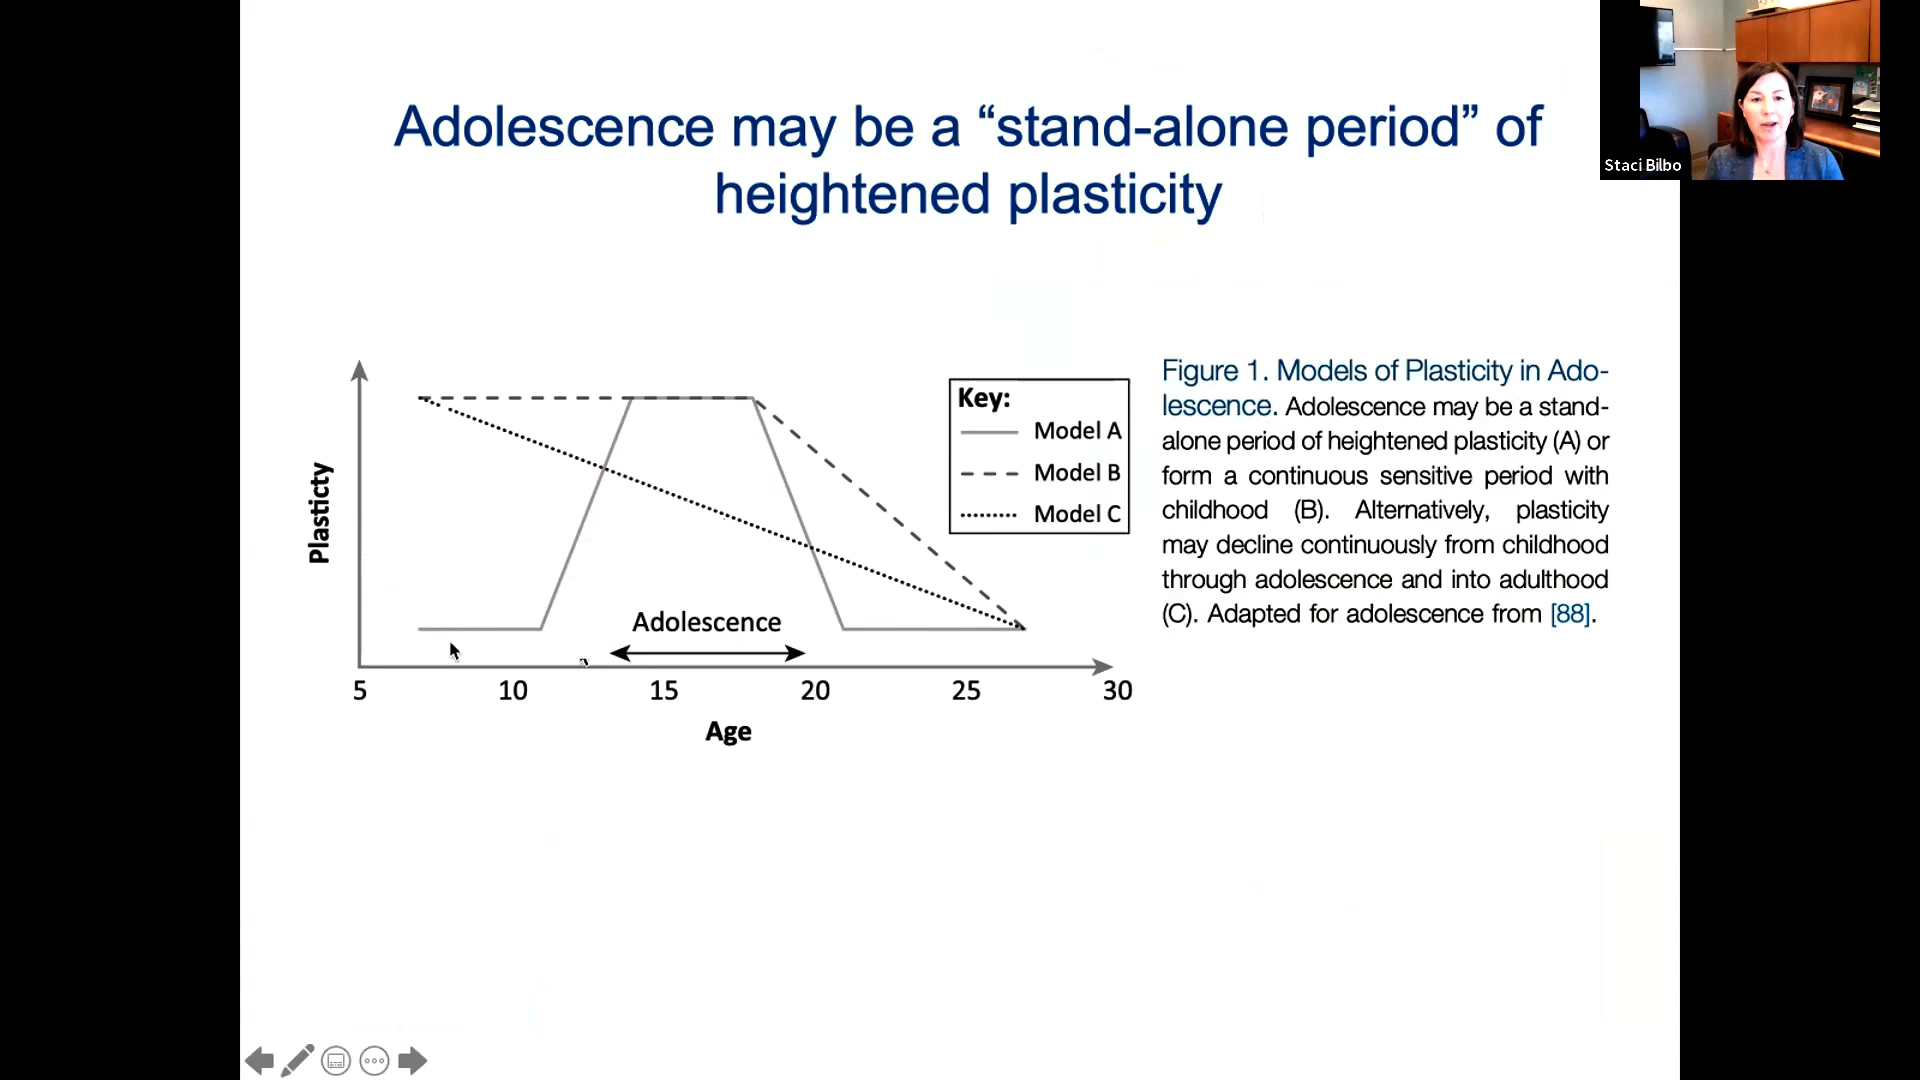 Adolescence may be a “stand-alone period” of
heightened plasticity
Staci Bilbo
Plasticty
Key:
Model A
Model B
Model C
Adolescence
5 10 15 20 25 30
Age
Figure 1. Models of Plasticity in Ado-
lescence. Adolescence may be a stand-
alone period of heightened plasticity (A) or
form a continuous sensitive period with
childhood (B). Alternatively, plasticity
may decline continuously from childhood
through adolescence and into adulthood
(C). Adapted for adolescence from [88].